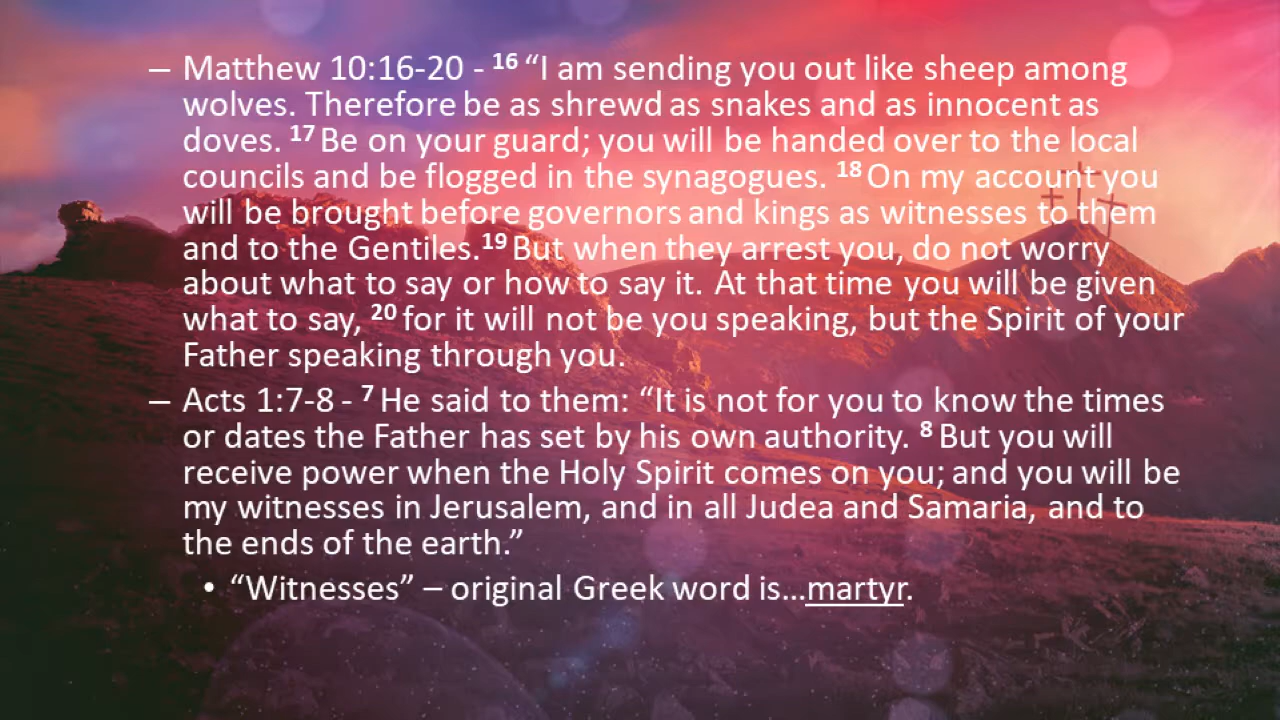 – Matthew 10:16-20 - 16 “I am sending you out like sheep among
wolves. Therefore be as shrewd as snakes and as innocent as
doves. 17 Be on your guard; you will be handed over to the local
councils and be flogged in the synagogues. 18 On my account you
will be brought before governors and kings as witnesses to them
and to the Gentiles.19 But when they arrest you, do not worry
about what to say or how to say it. At that time you will be given
what to say, 20 for it will not be you speaking, but the Spirit of your
Father speaking through you.
– Acts 1:7-8 - 7 He said to them: “It is not for you to know the times
or dates the Father has set by his own authority. 8 But you will
receive power when the Holy Spirit comes on you; and you will be
my witnesses in Jerusalem, and in all Judea and Samaria, and to
the ends of the earth.”
• “Witnesses” – original Greek word is…martyr.